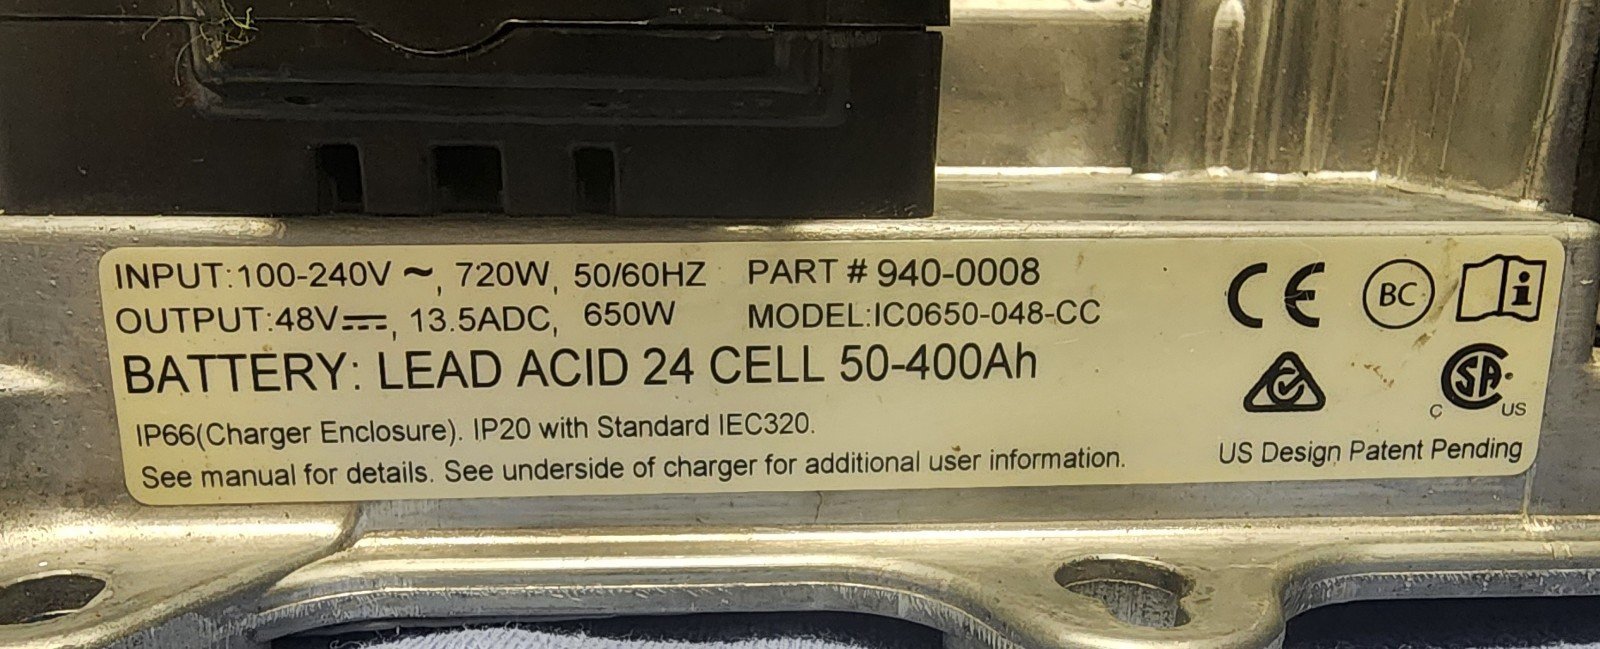 INPUT:100-240V ~, 720W, 50/60HZ PART # 940-0008
OUTPUT:48V⎓, 13.5ADC, 650W MODEL:IC0650-048-CC
BATTERY: LEAD ACID 24 CELL 50-400Ah
IP66(Charger Enclosure). IP20 with Standard IEC320.
See manual for details. See underside of charger for additional user information.
CE BC i
C SA US
US Design Patent Pending